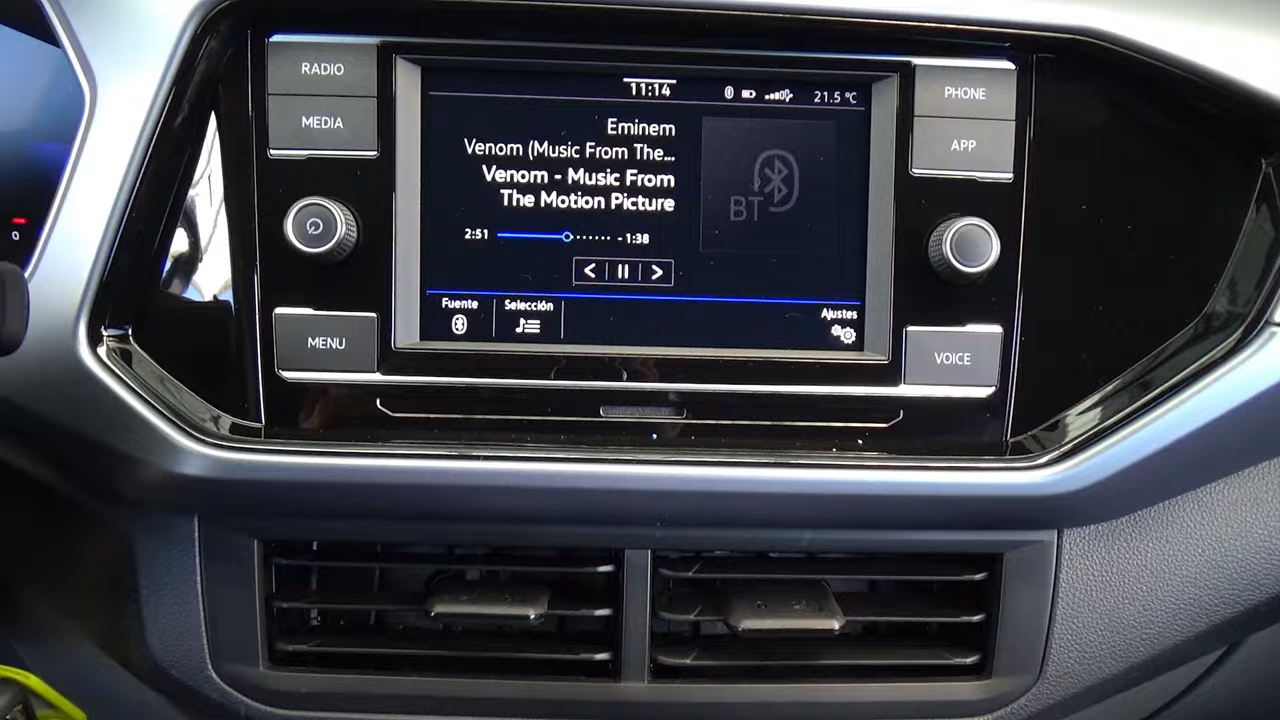 RADIO
MEDIA
MENU
11:14
21.5 °C
Eminem
Venom (Music From The...
Venom - Music From
The Motion Picture
BT
2:51
- 1:38
Fuente
Selección
Ajustes
PHONE
APP
VOICE
0